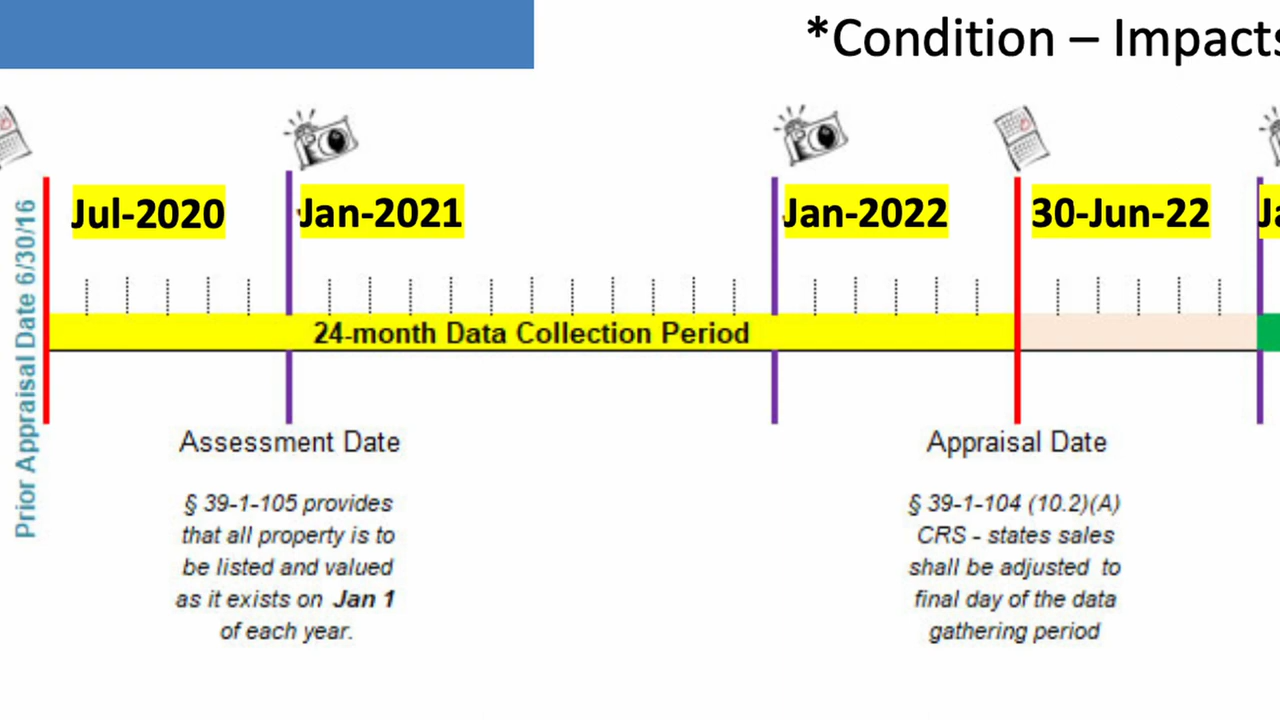 *Condition – Impacts
Jul-2020
Jan-2021
Jan-2022
30-Jun-22
Prior Appraisal Date 6/30/16
24-month Data Collection Period
Assessment Date
§ 39-1-105 provides
that all property is to
be listed and valued
as it exists on Jan 1
of each year.
Appraisal Date
§ 39-1-104 (10.2)(A)
CRS - states sales
shall be adjusted to
final day of the data
gathering period